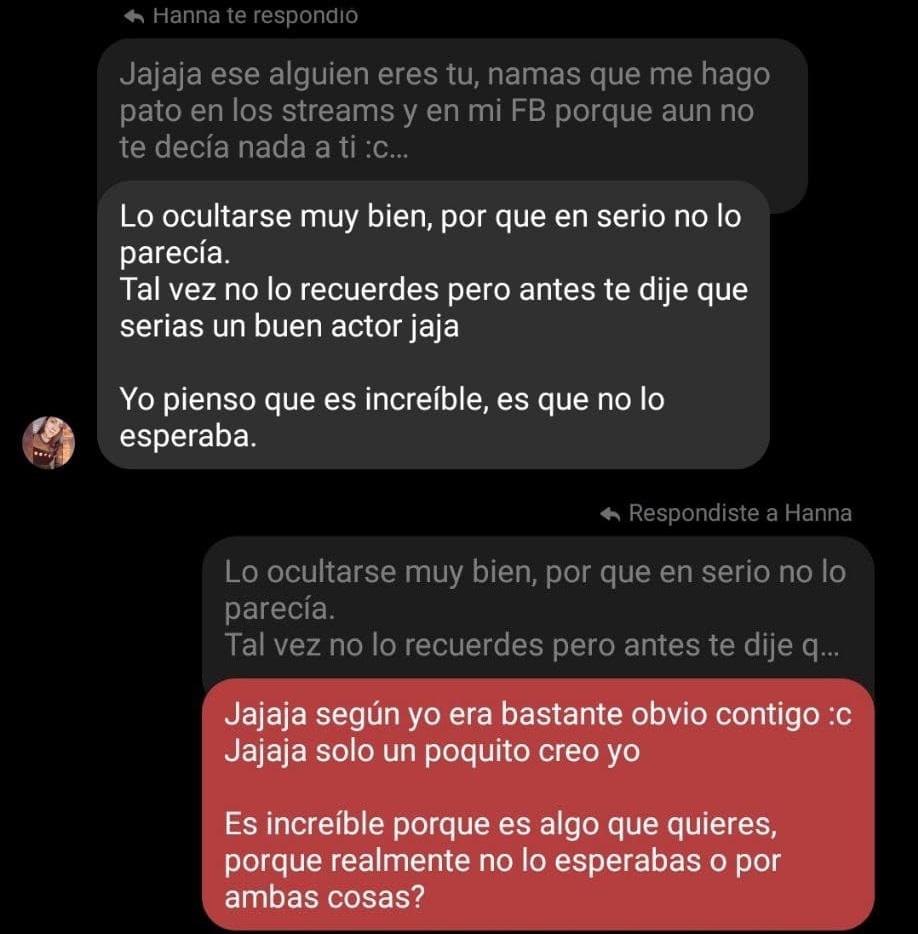 Hanna te respondió
Jajaja ese alguien eres tu, namas que me hago
pato en los streams y en mi FB porque aun no
te decía nada a ti :c...
Lo ocultarse muy bien, por que en serio no lo
parecía.
Tal vez no lo recuerdes pero antes te dije que
serias un buen actor jaja
Yo pienso que es increíble, es que no lo
esperaba.
Respondiste a Hanna
Lo ocultarse muy bien, por que en serio no lo
parecía.
Tal vez no lo recuerdes pero antes te dije q...
Jajaja según yo era bastante obvio contigo :c
Jajaja solo un poquito creo yo
Es increíble porque es algo que quieres,
porque realmente no lo esperabas o por
ambas cosas?